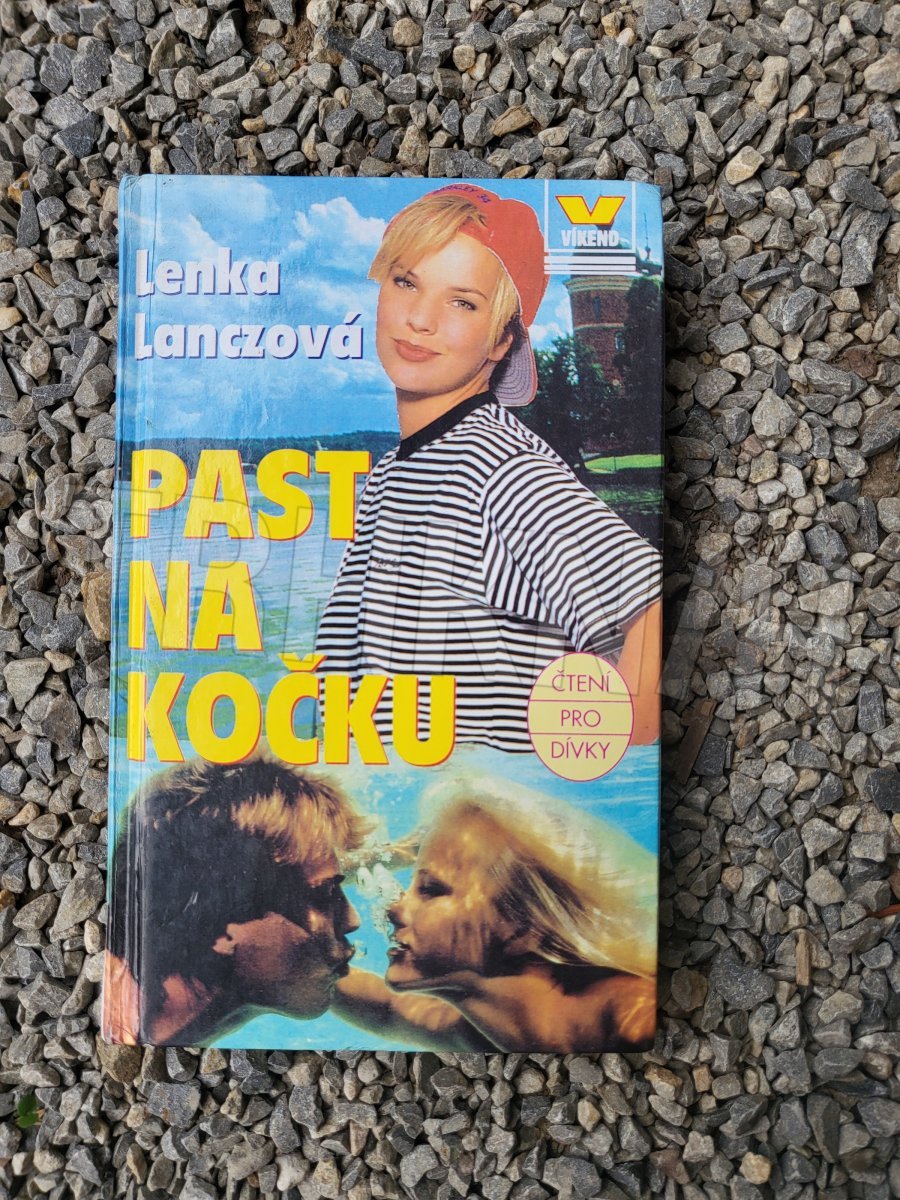 VÍKEND
Lenka
Lanczová
PAST
NA
KOČKU
ČTENÍ
PRO
DÍVKY